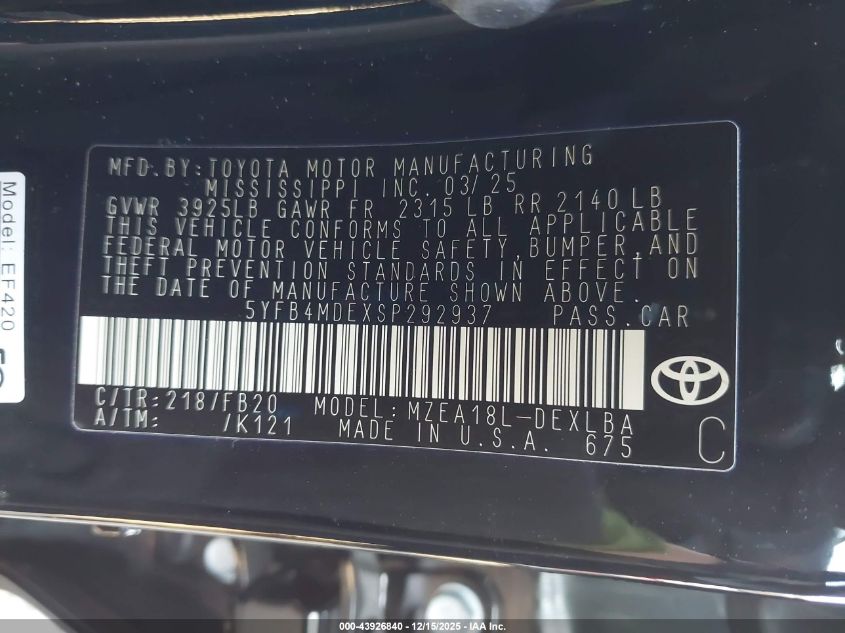 MFD.BY:TOYOTA MOTOR MANUFACTURING
MISSISSIPPI INC. 03/25
GVWR 3925LB GAWR FR 2315 LB RR 2140 LB
THIS VEHICLE CONFORMS TO ALL APPLICABLE
FEDERAL MOTOR VEHICLE SAFETY,BUMPER,AND
THEFT PREVENTION STANDARDS IN EFFECT ON
THE DATE OF MANUFACTURE SHOWN ABOVE.
5YFB4MDEXSP292937 PASS.CAR
C/TR:218/FB20 MODEL:MZEA18L-DEXLBA
A/TM: /K121 MADE IN U.S.A. 675
C
Model: EF420
000-43926840 - 12/15/2025 - IAA Inc.